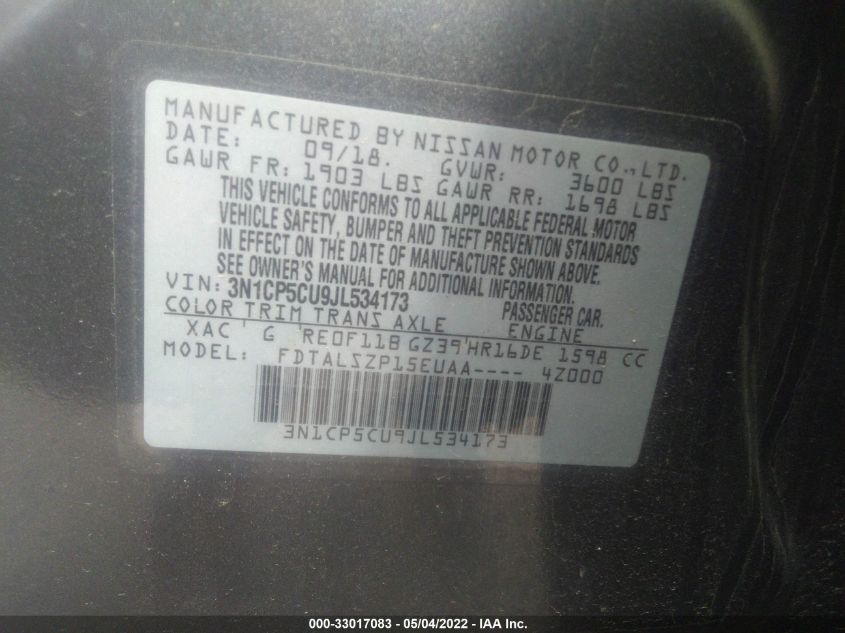 MANUFACTURED BY NISSAN MOTOR CO., LTD.
DATE: 09/18. GVWR: 3600 LBS
GAWR FR: 1903 LBS GAWR RR: 1698 LBS
THIS VEHICLE CONFORMS TO ALL APPLICABLE FEDERAL MOTOR
VEHICLE SAFETY, BUMPER AND THEFT PREVENTION STANDARDS
IN EFFECT ON THE DATE OF MANUFACTURE SHOWN ABOVE.
SEE OWNER'S MANUAL FOR ADDITIONAL INFORMATION.
VIN: 3N1CP5CU9JL534173 PASSENGER CAR.
COLOR TRIM TRANS AXLE ENGINE
XAC ' G RE0F11B GZ39'HR16DE 1598 CC
MODEL: FDTALSZP15EUAA---- 4Z000
3N1CP5CU9JL534173
000-33017083 - 05/04/2022 - IAA Inc.